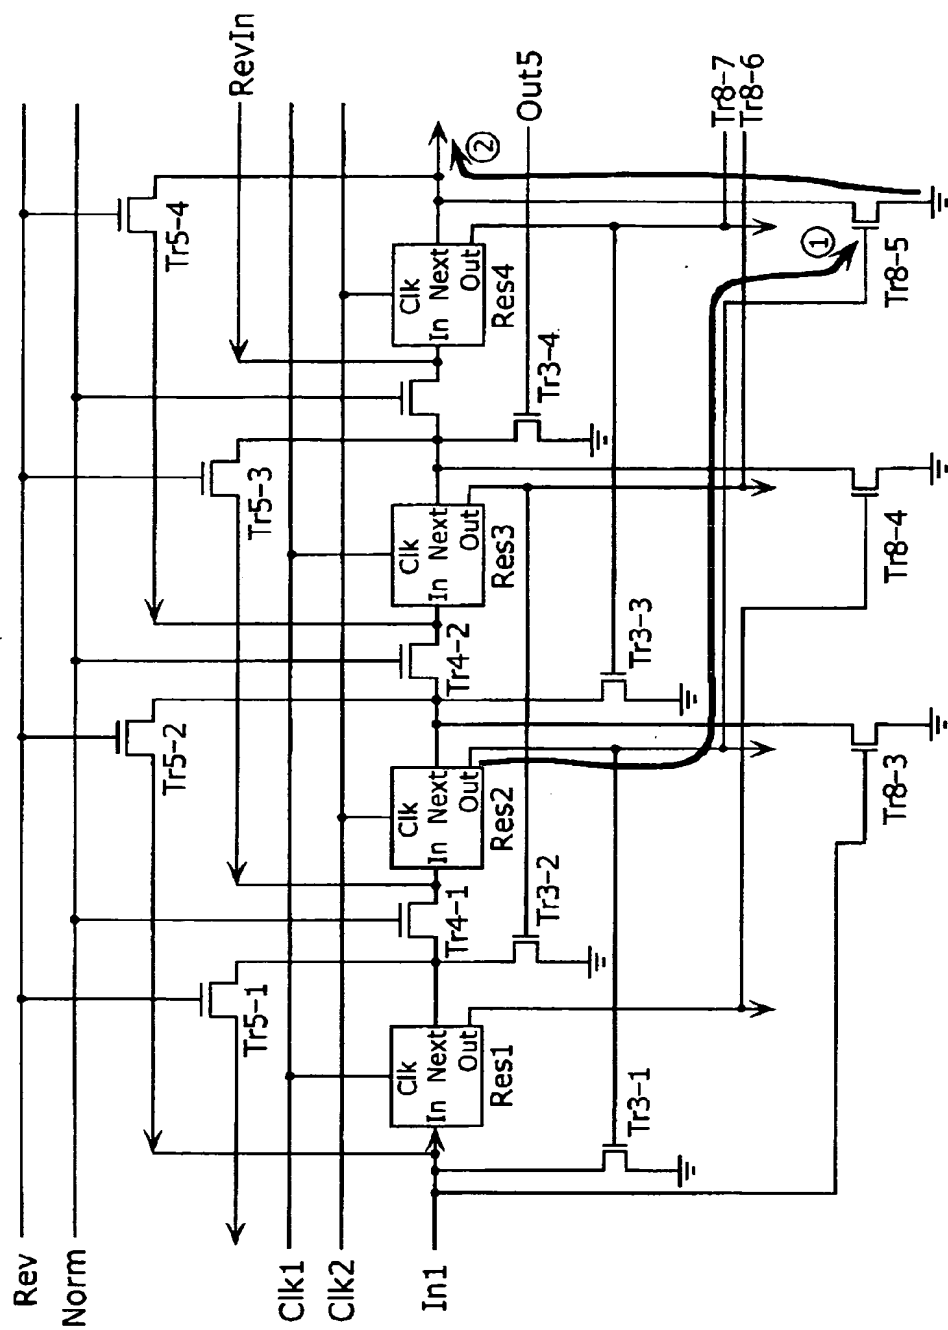 Rev
Norm
RevIn
Clk1
Clk2
In1
Tr5-1
Tr5-2
Tr5-3
Tr5-4
Tr4-1
Tr4-2
Clk
In Next
Out
Res1
Clk
In Next
Out
Res2
Clk
In Next
Out
Res3
Clk
In Next
Out
Res4
Tr3-1
Tr3-2
Tr3-3
Tr3-4
Out5
Tr8-7
Tr8-6
Tr8-3
Tr8-4
Tr8-5
①
②